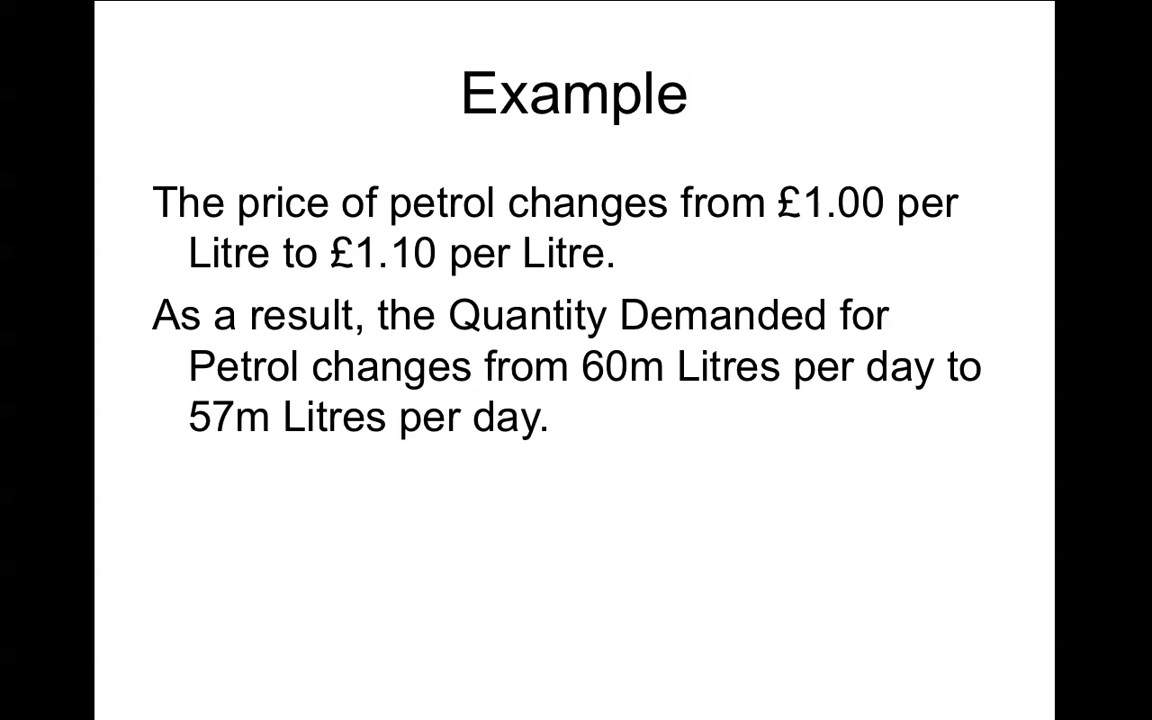 Example
The price of petrol changes from £1.00 per
Litre to £1.10 per Litre.
As a result, the Quantity Demanded for
Petrol changes from 60m Litres per day to
57m Litres per day.